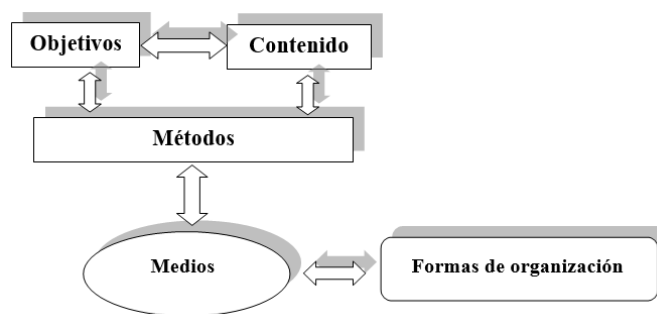 Objetivos
Contenido
Métodos
Medios
Formas de organización